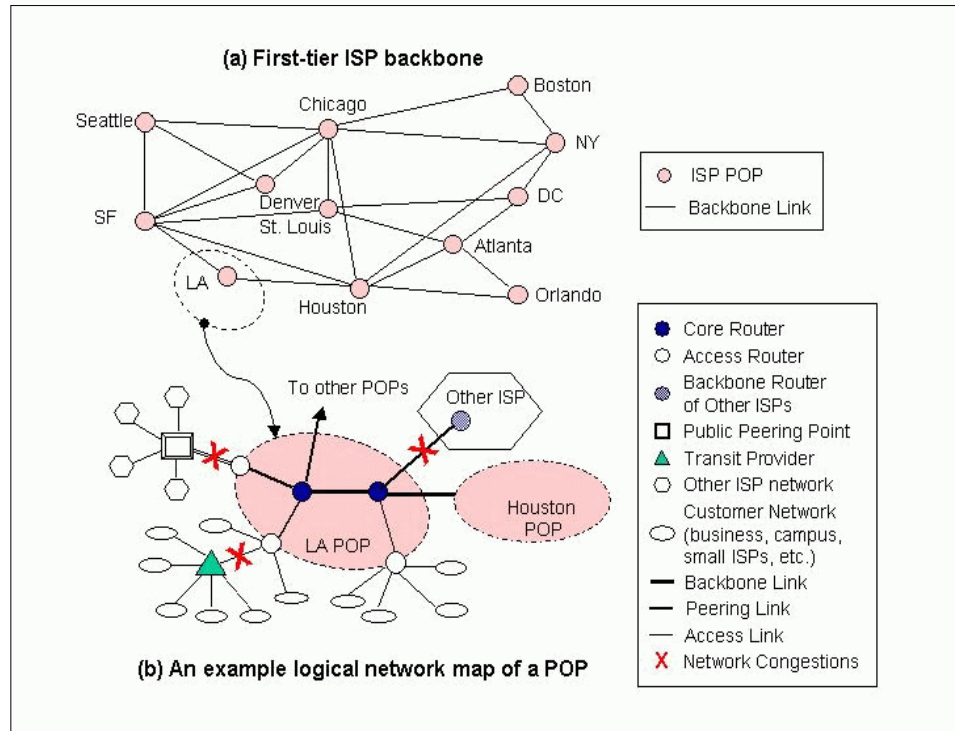 (a) First-tier ISP backbone
Boston
Chicago
Seattle
NY
ISP POP
Denver
DC
Backbone Link
SF
St. Louis
Atlanta
LA
Houston
Orlando
Core Router
Access Router
To other POPs
Other ISP
Backbone Router
of Other ISPs
Public Peering Point
Transit Provider
Other ISP network
Houston
POP
Customer Network
(business, campus,
small ISPs, etc.)
LA POP
Backbone Link
Peering Link
Access Link
Network Congestions
(b) An example logical network map of a POP